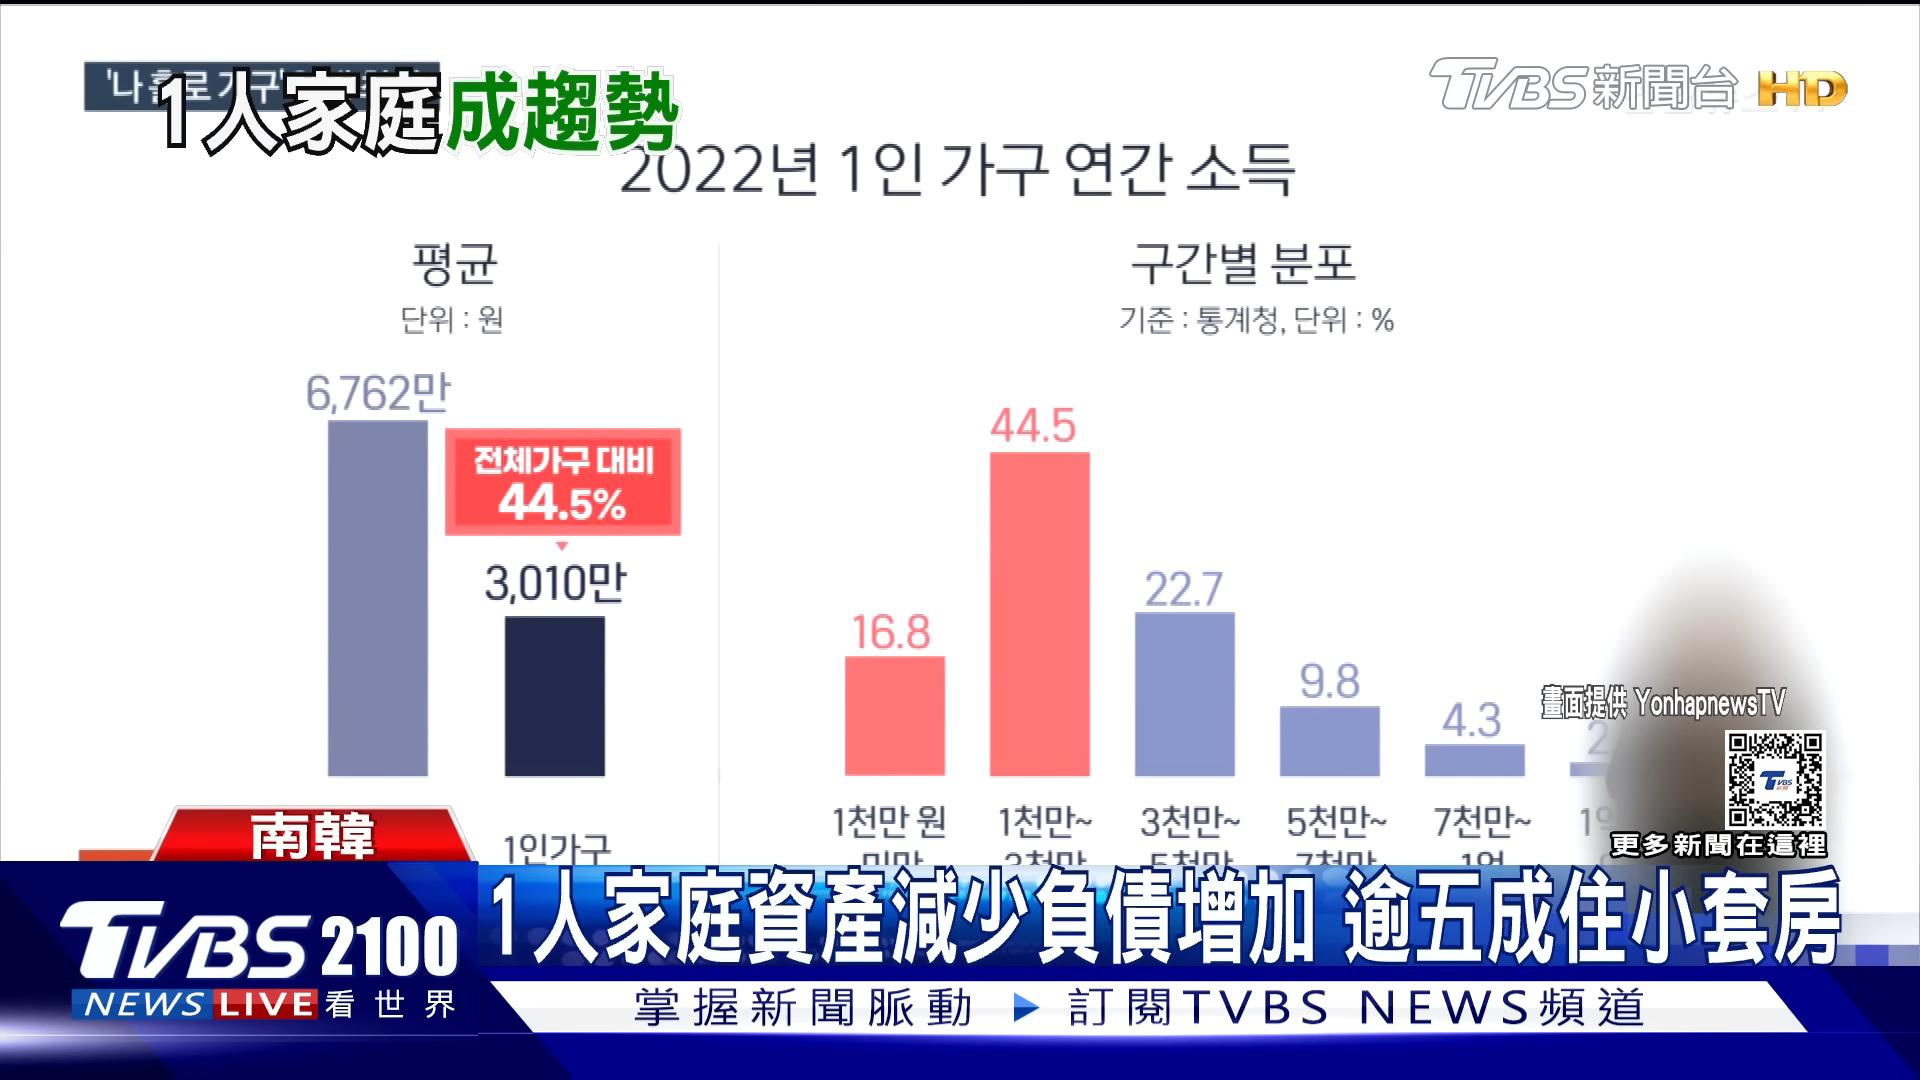 1人家庭成趨勢
TVBS新聞台 HD
2022년 1인 가구 연간 소득
평균
단위 : 원
구간별 분포
기준 : 통계청, 단위 : %
6,762만
전체가구 대비
44.5%
3,010만
16.8
44.5
22.7
9.8
4.3
畫面提供 YonhapnewsTV
1천만 원
1천만~
3천만~
5천만~
7천만~
1인가구
更多新聞在這裡
南韓
1人家庭資產減少負債增加 逾五成住小套房
TVBS 2100
NEWS LIVE 看世界
掌握新聞脈動 ▶ 訂閱TVBS NEWS頻道